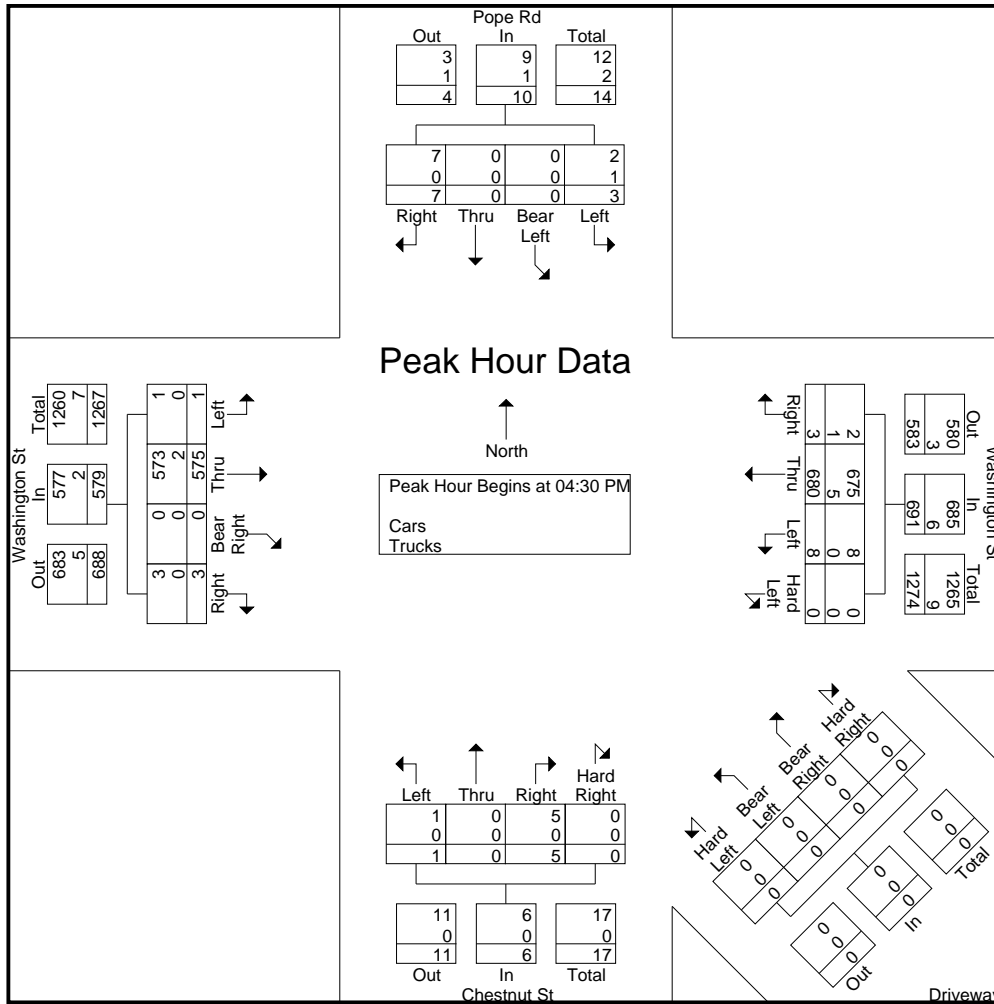 Pope Rd
Out In Total
3 9 12
1 1 2
4 10 14
7 0 0 2
0 0 0 1
7 0 0 3
Right Thru Bear Left Left
Peak Hour Data
North
Peak Hour Begins at 04:30 PM
Cars
Trucks
Washington St
Total In Out
1260 577 683
7 2 5
1267 579 688
1 573 0 3
0 2 0 0
1 575 0 3
Left Thru Bear Right Right
Right Thru Left Hard Left
3 680 8 0
1 5 0 0
2 675 8 0
583 691 1274
3 6 9
580 685 1265
Out In Total
Washington St
Left Thru Right Hard Right
1 0 5 0
0 0 0 0
1 0 5 0
11 6 17
0 0 0
11 6 17
Out In Total
Chestnut St
Hard Left Bear Left Bear Right Hard Right
0 0 0 0
0 0 0 0
0 0 0 0
0 0 0
0 0 0
0 0 0
Out In Total
Driveway